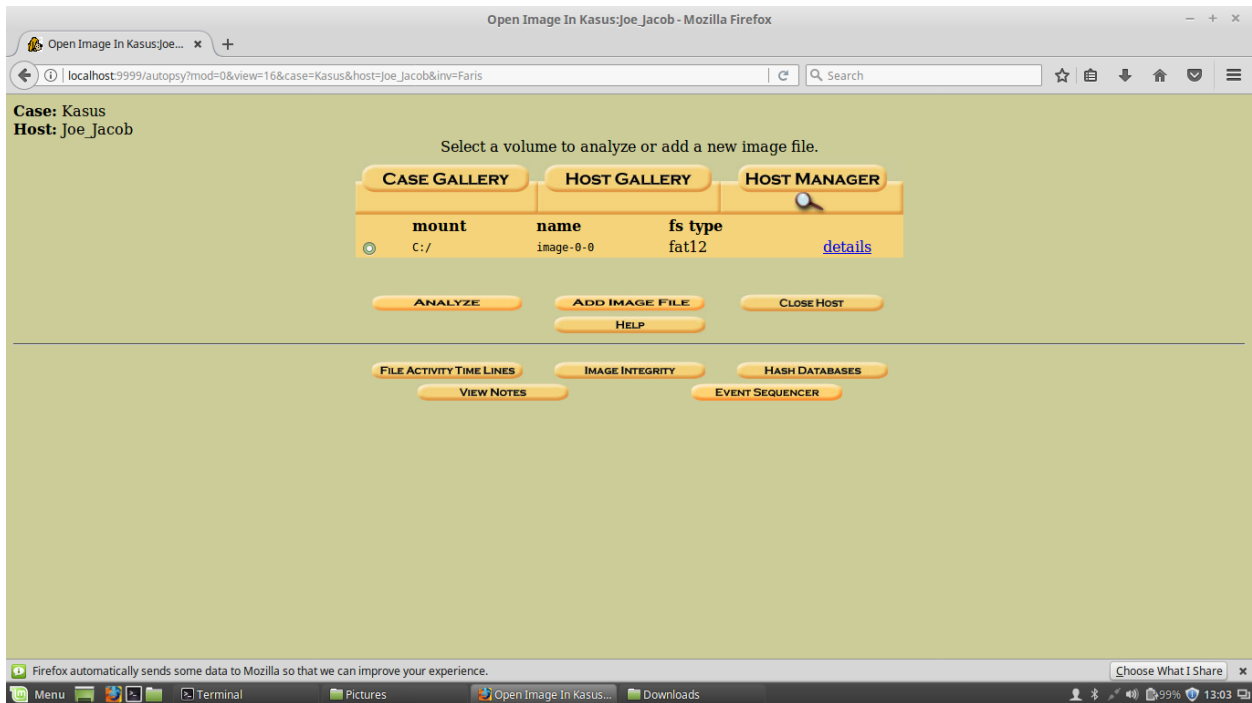 Open Image In Kasus:Joe_Jacob - Mozilla Firefox
Open Image In Kasus:Joe...
localhost:9999/autopsy?mod=0&view=16&case=Kasus&host=Joe_Jacob&inv=Faris
Search
Case: Kasus
Host: Joe_Jacob
Select a volume to analyze or add a new image file.
CASE GALLERY HOST GALLERY HOST MANAGER
mount name fs type
C:/ image-0-0 fat12 details
ANALYZE ADD IMAGE FILE CLOSE HOST
HELP
FILE ACTIVITY TIME LINES IMAGE INTEGRITY HASH DATABASES
VIEW NOTES EVENT SEQUENCER
Firefox automatically sends some data to Mozilla so that we can improve your experience. Choose What I Share
Menu Terminal Pictures Open Image In Kasus... Downloads 99% 13:03